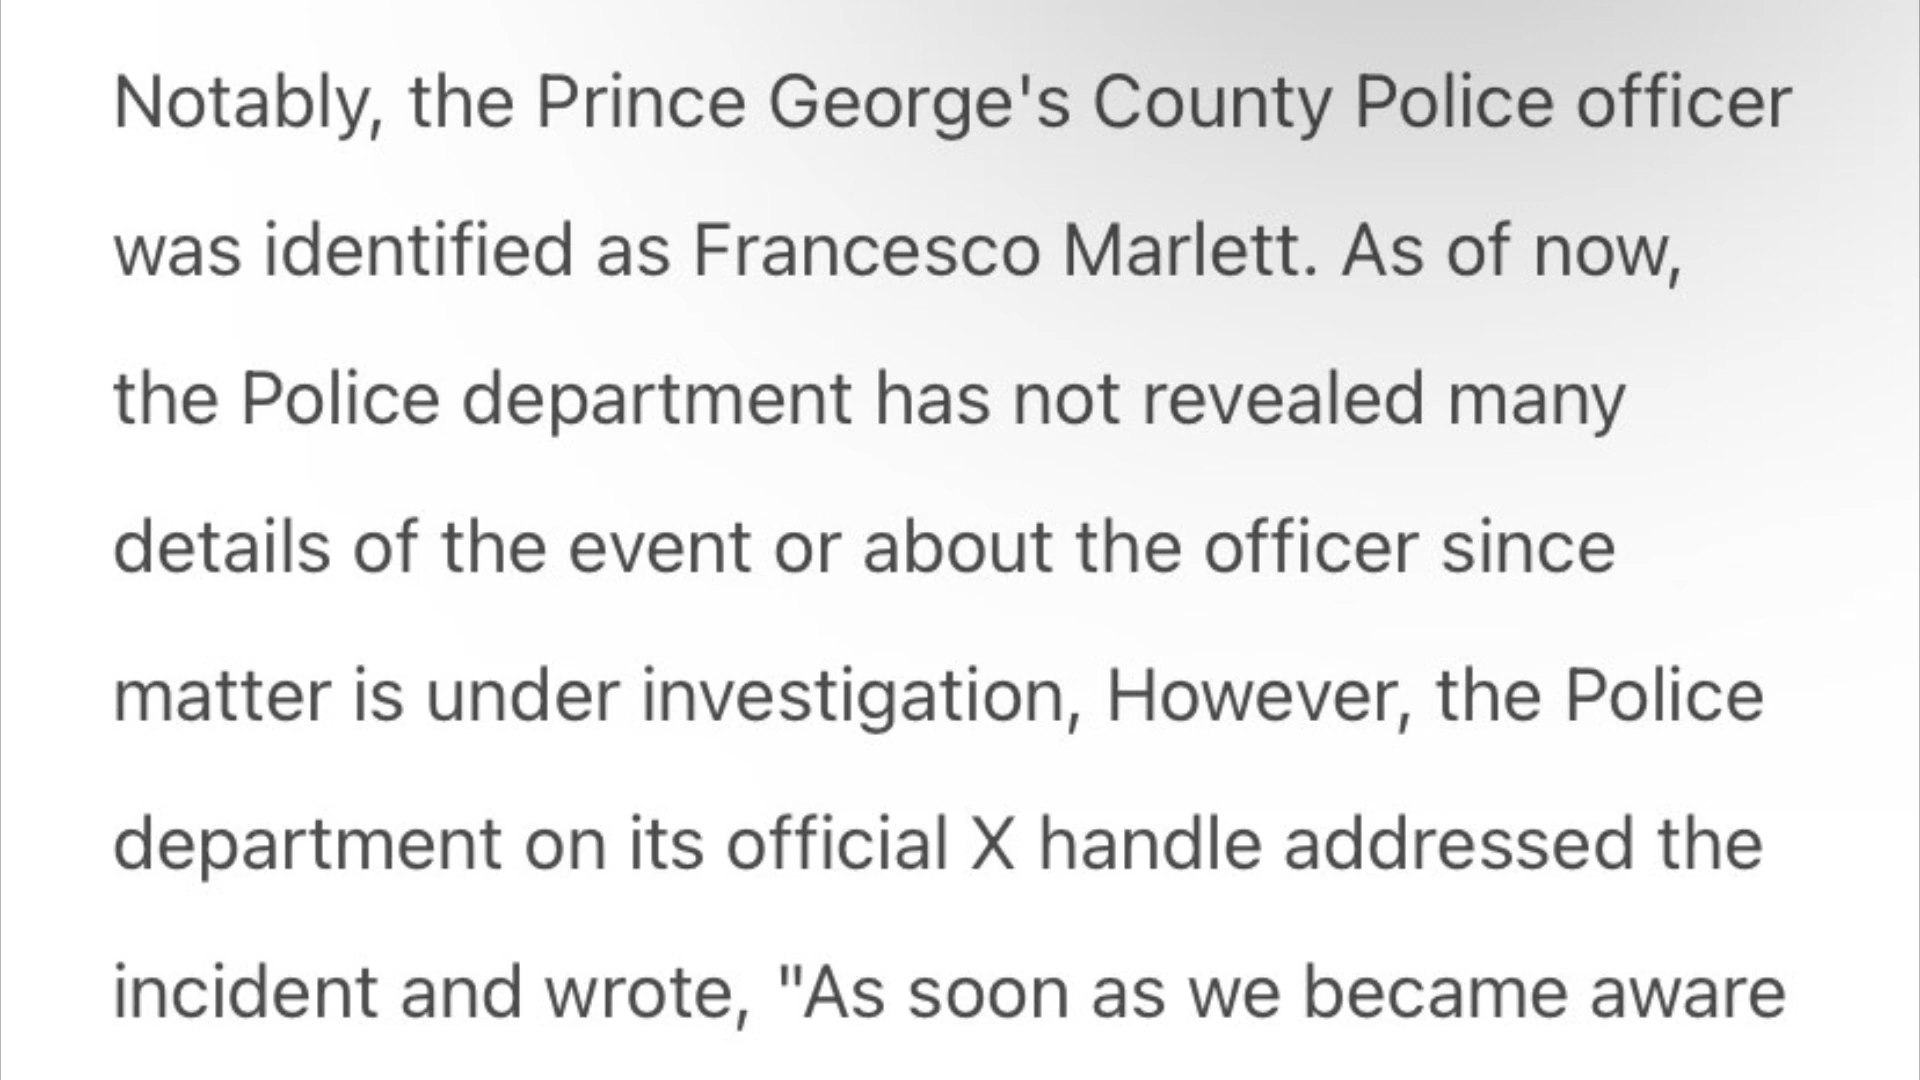 Notably, the Prince George's County Police officer
was identified as Francesco Marlett. As of now,
the Police department has not revealed many
details of the event or about the officer since
matter is under investigation, However, the Police
department on its official X handle addressed the
incident and wrote, "As soon as we became aware